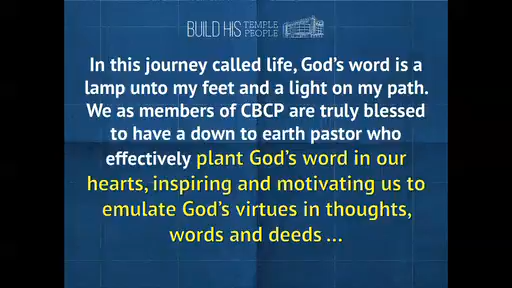 BUILD HIS TEMPLE PEOPLE
In this journey called life, God's word is a
lamp unto my feet and a light on my path.
We as members of CBCP are truly blessed
to have a down to earth pastor who
effectively plant God's word in our
hearts, inspiring and motivating us to
emulate God's virtues in thoughts,
words and deeds ...